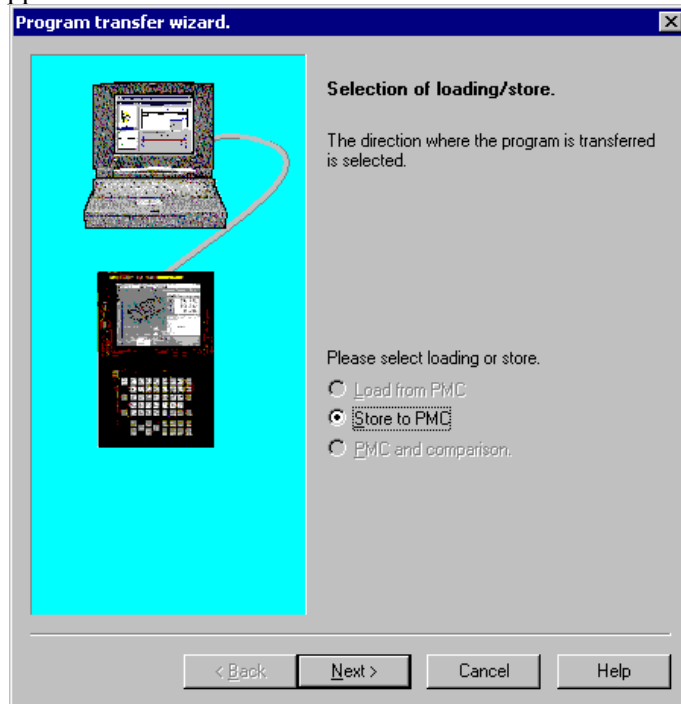 Program transfer wizard.
Selection of loading/store.
The direction where the program is transferred
is selected.
Please select loading or store.
Load from PMC
Store to PMC
PMC and comparison.
< Back
Next >
Cancel
Help